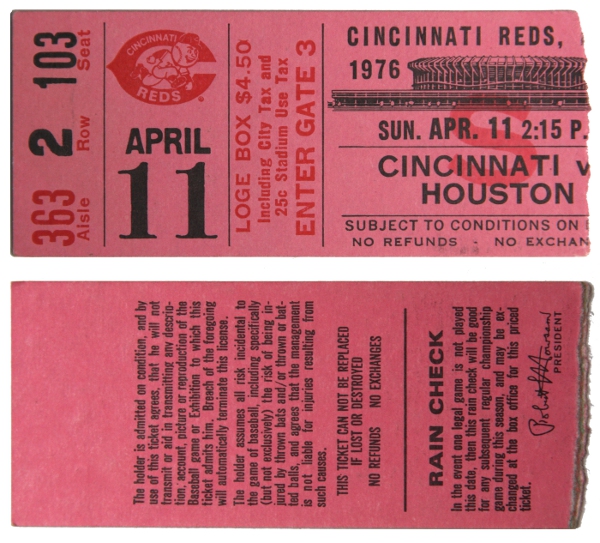 363 Aisle
2 Row
103 Seat
CINCINNATI
REDS
APRIL
11
LOGE BOX $4.50
Including City Tax and
25c Stadium Use Tax
ENTER GATE 3
CINCINNATI REDS,
1976
SUN. APR. 11 2:15 P.
CINCINNATI v
HOUSTON
SUBJECT TO CONDITIONS ON
NO REFUNDS - NO EXCHAN
The holder is admitted on condition, and by
use of this ticket agrees, that he will not
transmit or aid in transmitting any descrip-
tion, account, picture or reproduction of the
Baseball game or Exhibition to which this
ticket admits him. Breach of the foregoing
will automatically terminate this license.
The holder assumes all risk incidental to
the game of baseball, including specifically
(but not exclusively) the risk of being in-
jured by thrown bats and/or thrown or bat-
ted balls, and agrees that the management
is not liable for injuries resulting from
such causes.
THIS TICKET CAN NOT BE REPLACED
IF LOST OR DESTROYED
NO REFUNDS NO EXCHANGES
RAIN CHECK
In the event one legal game is not played
this date, then this rain check will be good
for any subsequent regular championship
game during this season, and may be ex-
changed at the box office for this priced
ticket.
Robert L Howsam
PRESIDENT